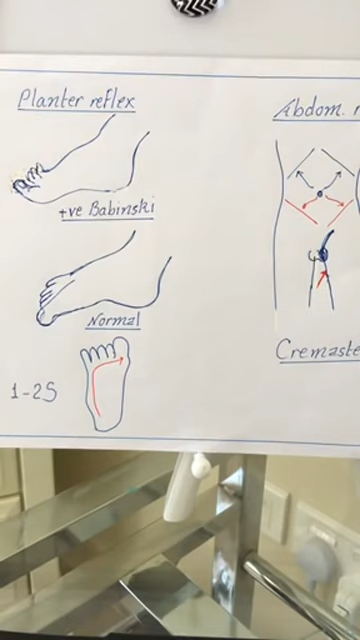 Planter reflex
+ve Babinski
Normal
1-2S
Abdom.
Cremaste